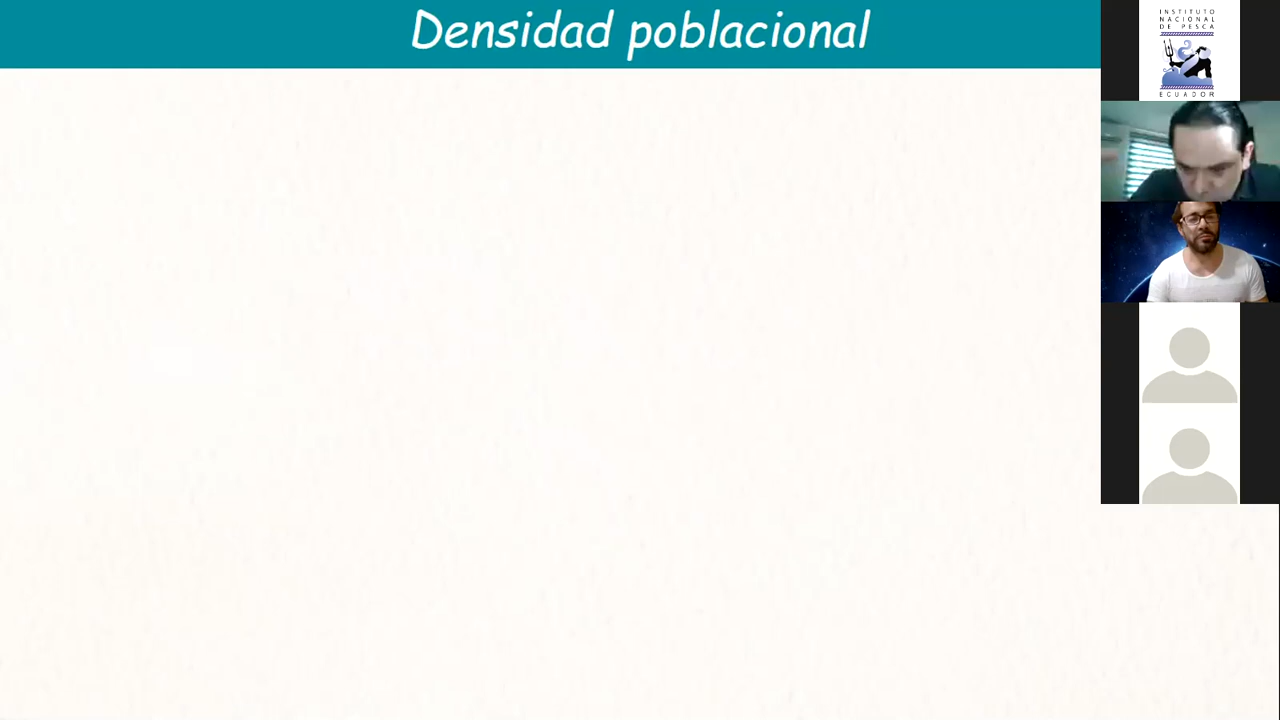 Densidad poblacional
INSTITUTO
NACIONAL
DE PESCA
ECUADOR